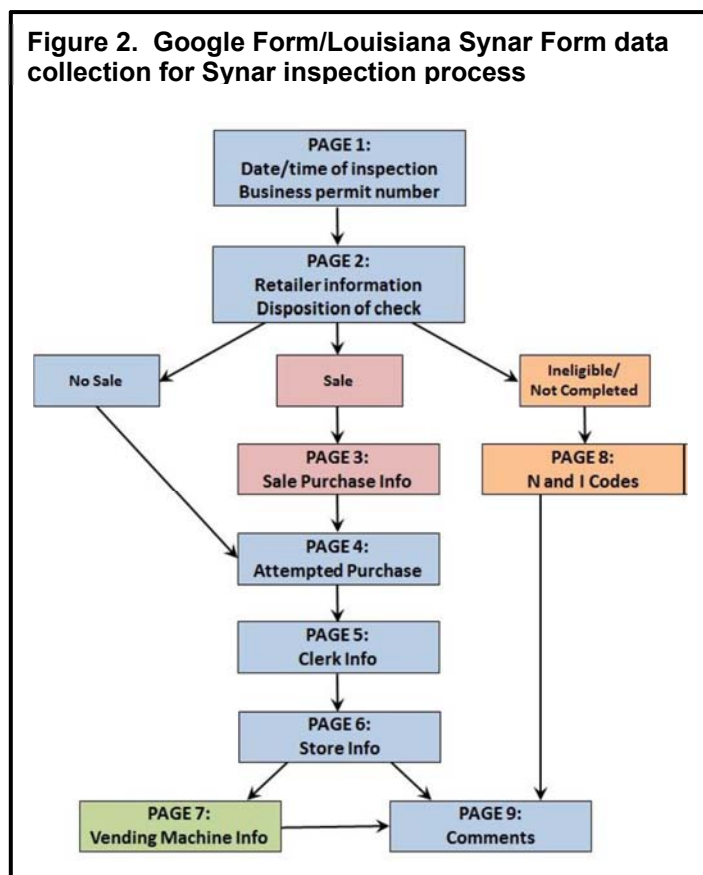 Figure 2. Google Form/Louisiana Synar Form data
collection for Synar inspection process
PAGE 1:
Date/time of inspection
Business permit number
PAGE 2:
Retailer information
Disposition of check
No Sale
Sale
Ineligible/
Not Completed
PAGE 3:
Sale Purchase Info
PAGE 8:
N and I Codes
PAGE 4:
Attempted Purchase
PAGE 5:
Clerk Info
PAGE 6:
Store Info
PAGE 7:
Vending Machine Info
PAGE 9:
Comments